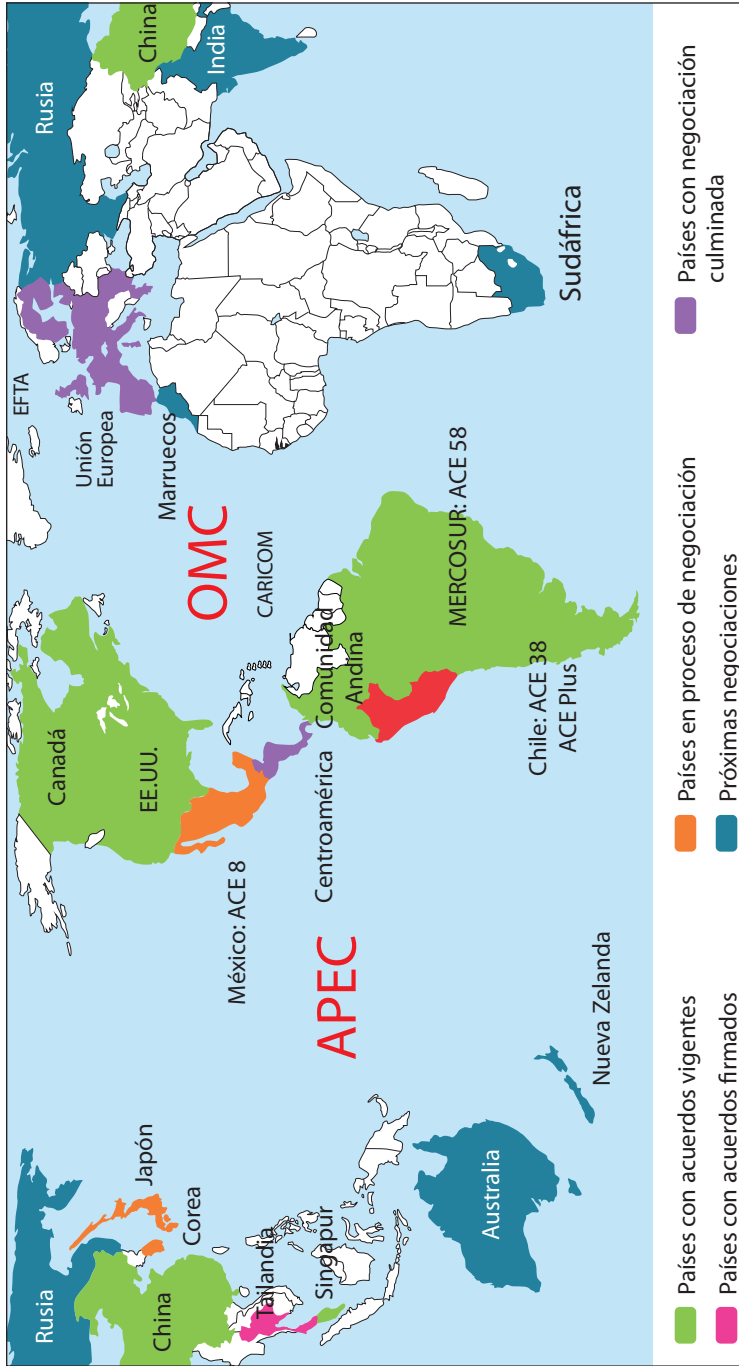 Rusia
China
Japón
Corea
Tailandia
Singapur
Australia
Nueva Zelanda
APEC
México: ACE 8
Canadá
EE.UU.
Centroamérica
Comunidad
Andina
Chile: ACE 38
ACE Plus
MERCOSUR: ACE 58
CARICOM
OMC
EFTA
Unión
Europea
Marruecos
Sudáfrica
Rusia
China
India
Países con acuerdos vigentes
Países con acuerdos firmados
Países en proceso de negociación
Próximas negociaciones
Países con negociación
culminada